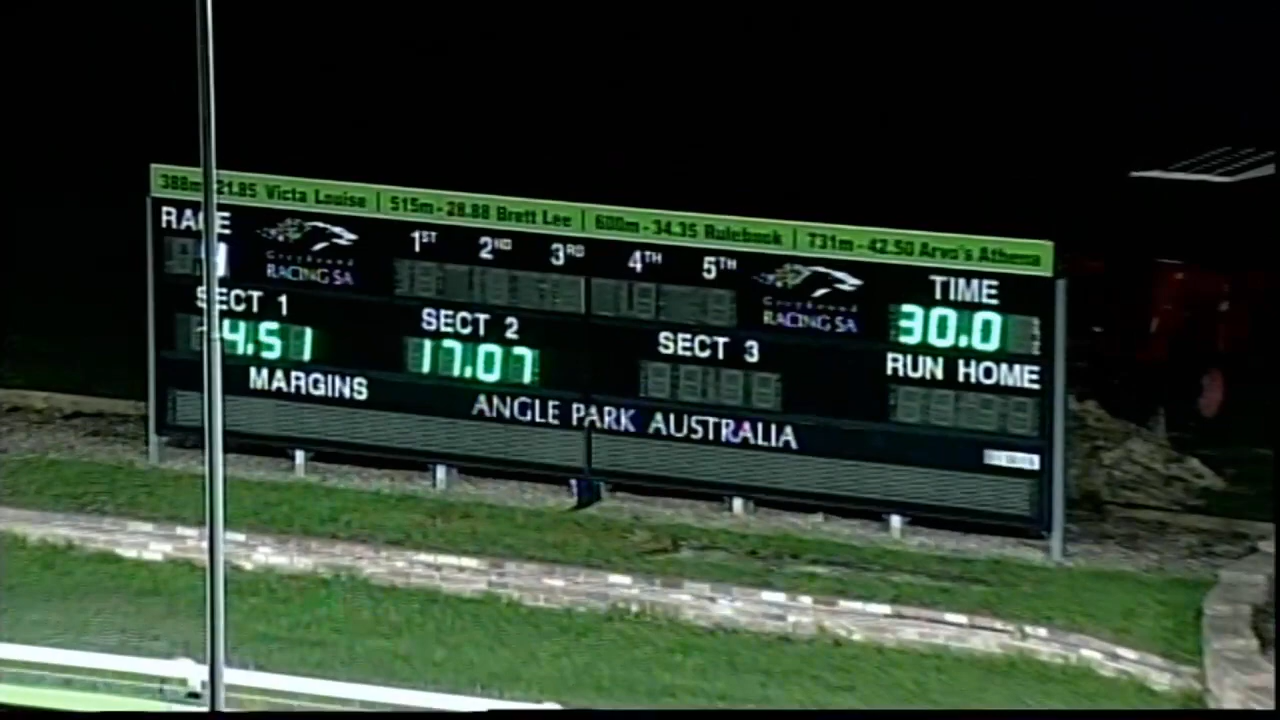 388m - 21.85 Victa Louise | 515m - 28.88 Brett Lee | 600m - 34.35 Rulebook | 731m - 42.50 Arvo's Athena
RACE Greyhound RACING SA 1ST 2ND 3RD 4TH 5TH Greyhound RACING SA TIME
30.0
SECT 1 SECT 2 SECT 3 RUN HOME
4.51 17.07
MARGINS ANGLE PARK AUSTRALIA